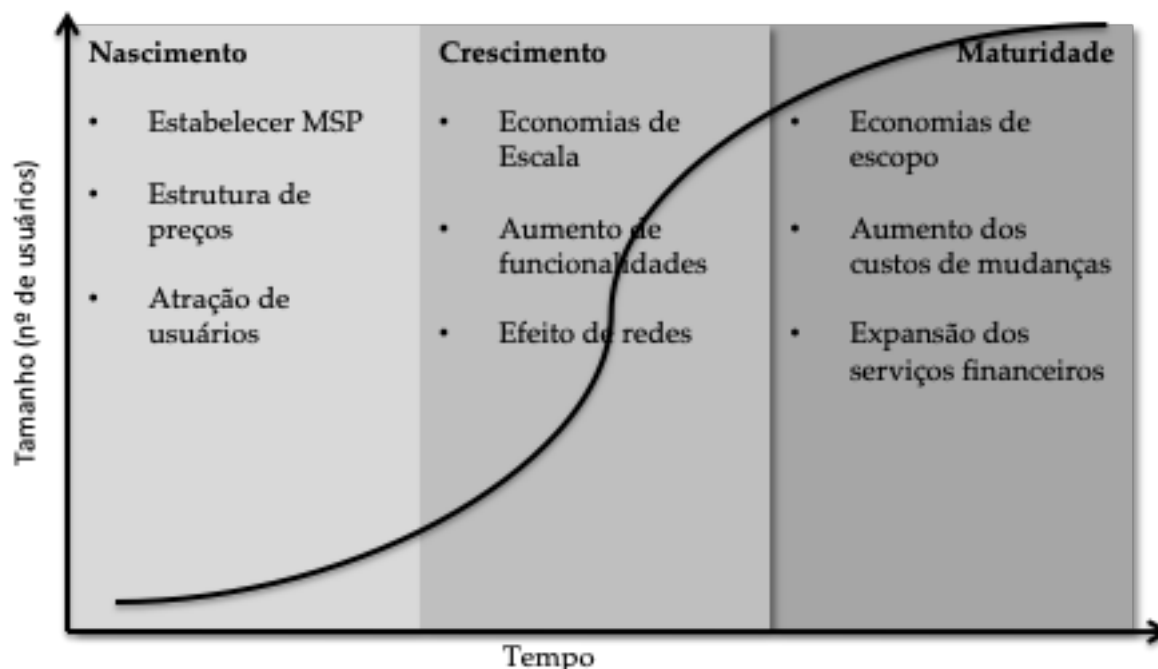 Nascimento
• Estabelecer MSP
• Estrutura de
preços
• Atração de
usuários
Crescimento
• Economias de
Escala
• Aumento de
funcionalidades
• Efeito de redes
Maturidade
• Economias de
escopo
• Aumento dos
custos de mudanças
• Expansão dos
serviços financeiros
Tamanho (nº de usuários)
Tempo